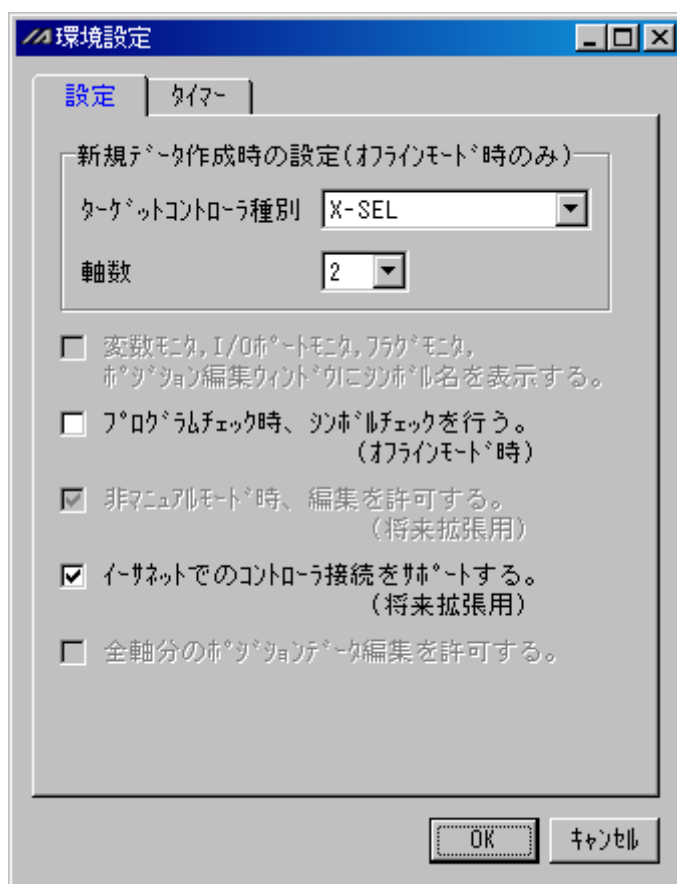 環境設定
設定
ﾀｲﾏｰ
新規ﾃﾞｰﾀ作成時の設定(ｵﾌﾗｲﾝﾓｰﾄﾞ時のみ)
ﾀｰｹﾞｯﾄｺﾝﾄﾛｰﾗ種別
X-SEL
軸数
2
変数ﾓﾆﾀ,I/Oﾎﾟｰﾄﾓﾆﾀ,ﾌﾗｸﾞﾓﾆﾀ,
ﾎﾟｼﾞｼｮﾝ編集ｳｨﾝﾄﾞｳにｼﾝﾎﾞﾙ名を表示する。
ﾌﾟﾛｸﾞﾗﾑﾁｪｯｸ時、ｼﾝﾎﾞﾙﾁｪｯｸを行う。
(ｵﾌﾗｲﾝﾓｰﾄﾞ時)
非ﾏﾆｭｱﾙﾓｰﾄﾞ時、編集を許可する。
(将来拡張用)
ｲｰｻﾈｯﾄでのｺﾝﾄﾛｰﾗ接続をｻﾎﾟｰﾄする。
(将来拡張用)
全軸分のﾎﾟｼﾞｼｮﾝﾃﾞｰﾀ編集を許可する。
OK
ｷｬﾝｾﾙ